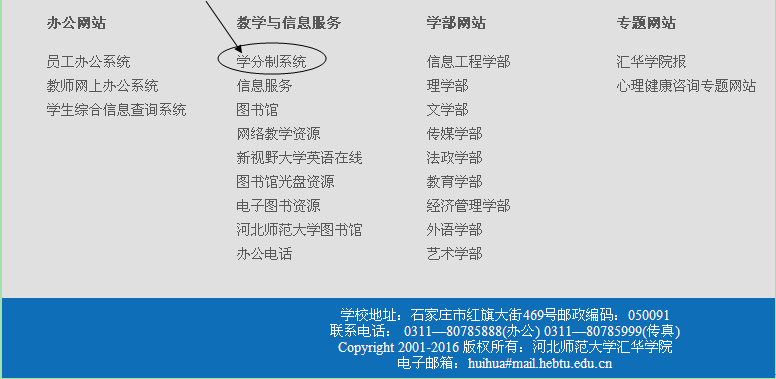 办公网站
员工办公系统
教师网上办公系统
学生综合信息查询系统
教学与信息服务
学分制系统
信息服务
图书馆
网络教学资源
新视野大学英语在线
图书馆光盘资源
电子图书资源
河北师范大学图书馆
办公电话
学部网站
信息工程学部
理学部
文学部
传媒学部
法政学部
教育学部
经济管理学部
外语学部
艺术学部
专题网站
汇华学院报
心理健康咨询专题网站
学校地址：石家庄市红旗大街469号邮政编码：050091
联系电话： 0311—80785888(办公) 0311—80785999(传真)
Copyright 2001-2016 版权所有：河北师范大学汇华学院
电子邮箱：huihua#mail.hebtu.edu.cn